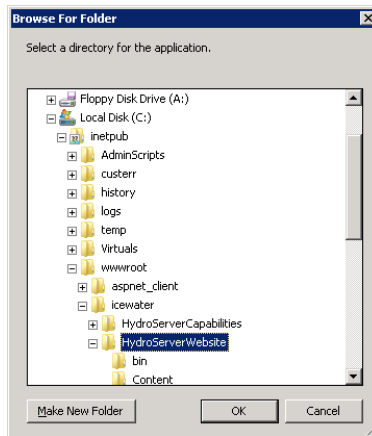 Browse For Folder
Select a directory for the application.
Floppy Disk Drive (A:)
Local Disk (C:)
inetpub
AdminScripts
custerr
history
logs
temp
Virtuals
wwwroot
aspnet_client
icewater
HydroServerCapabilities
HydroServerWebsite
bin
Content
Make New Folder OK Cancel